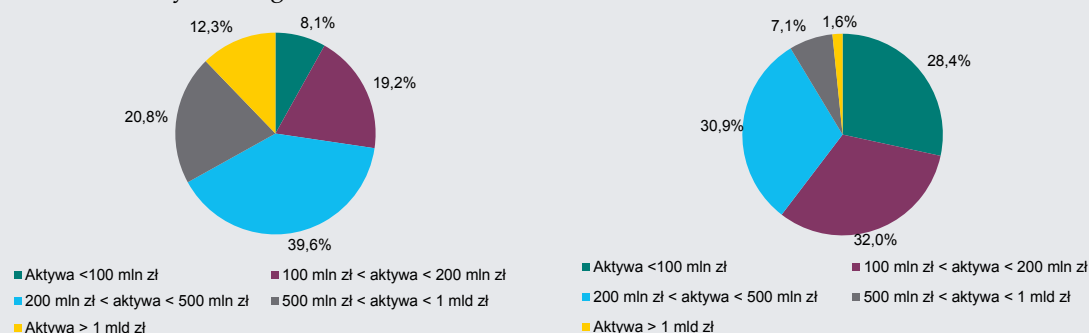 12,3%
8,1%
19,2%
20,8%
39,6%
Aktywa <100 mln zł
100 mln zł < aktywa < 200 mln zł
200 mln zł < aktywa < 500 mln zł
500 mln zł < aktywa < 1 mld zł
Aktywa > 1 mld zł
7,1%
1,6%
28,4%
30,9%
32,0%
Aktywa <100 mln zł
100 mln zł < aktywa < 200 mln zł
200 mln zł < aktywa < 500 mln zł
500 mln zł < aktywa < 1 mld zł
Aktywa > 1 mld zł